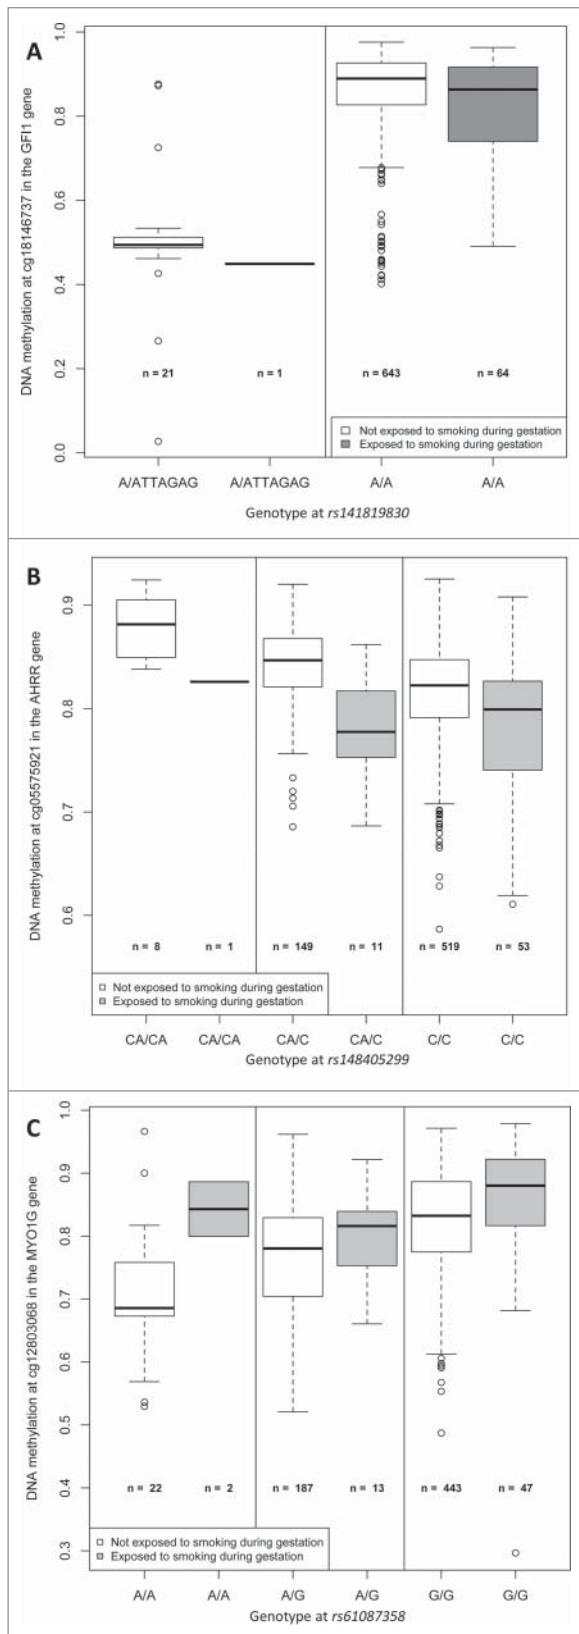 A
DNA methylation at cg18146737 in the GFI1 gene
1.0
0.8
0.6
0.4
0.2
0.0
n = 21 n = 1 n = 643 n = 64
Not exposed to smoking during gestation
Exposed to smoking during gestation
A/ATTAGAG A/ATTAGAG A/A A/A
Genotype at rs141819830
B
DNA methylation at cg05575921 in the AHRR gene
0.9
0.8
0.7
0.6
n = 8 n = 1 n = 149 n = 11 n = 519 n = 53
Not exposed to smoking during gestation
Exposed to smoking during gestation
CA/CA CA/CA CA/C CA/C C/C C/C
Genotype at rs148405299
C
DNA methylation at cg12803068 in the MYO1G gene
1.0
0.9
0.8
0.7
0.6
0.5
0.4
0.3
n = 22 n = 2 n = 187 n = 13 n = 443 n = 47
Not exposed to smoking during gestation
Exposed to smoking during gestation
A/A A/A A/G A/G G/G G/G
Genotype at rs61087358